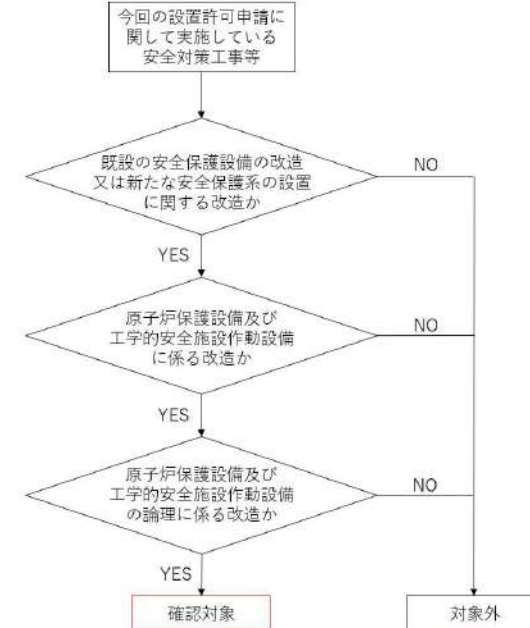 今回の設置許可申請に
関して実施している
安全対策工事等
既設の安全保護設備の改造
又は新たな安全保護系の設置
に関する改造か
NO
YES
原子炉保護設備及び
工学的安全施設作動設備
に係る改造か
NO
YES
原子炉保護設備及び
工学的安全施設作動設備
の論理に係る改造か
NO
YES
確認対象
対象外